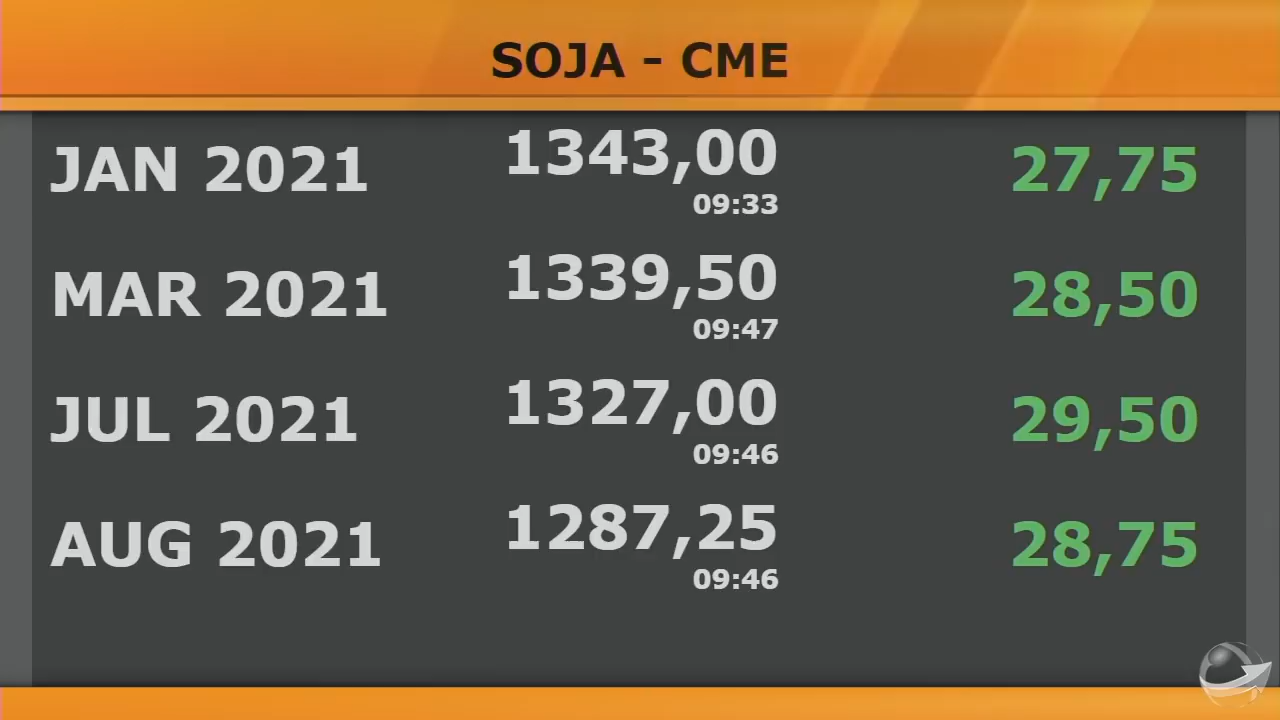 SOJA - CME
JAN 2021 1343,00 27,75
09:33
MAR 2021 1339,50 28,50
09:47
JUL 2021 1327,00 29,50
09:46
AUG 2021 1287,25 28,75
09:46